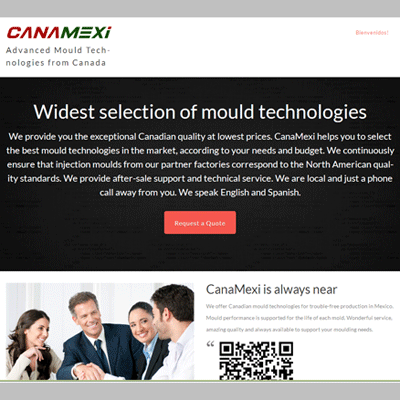 CANAMEXi
Bienvenidos!
Advanced Mould Tech-
nologies from Canada
Widest selection of mould technologies
We provide you the exceptional Canadian quality at lowest prices. CanaMexi helps you to select
the best mould technologies in the market, according to your needs and budget. We continuously
ensure that injection moulds from our partner factories correspond to the North American qual-
ity standards. We provide after-sale support and technical service. We are local and just a phone
call away from you. We speak English and Spanish.
Request a Quote
CanaMexi is always near
We offer Canadian mould technologies for trouble-free production in Mexico.
Mould performance is supported for the life of each mold. Wonderful service,
amazing quality and always available to support your moulding needs.
“